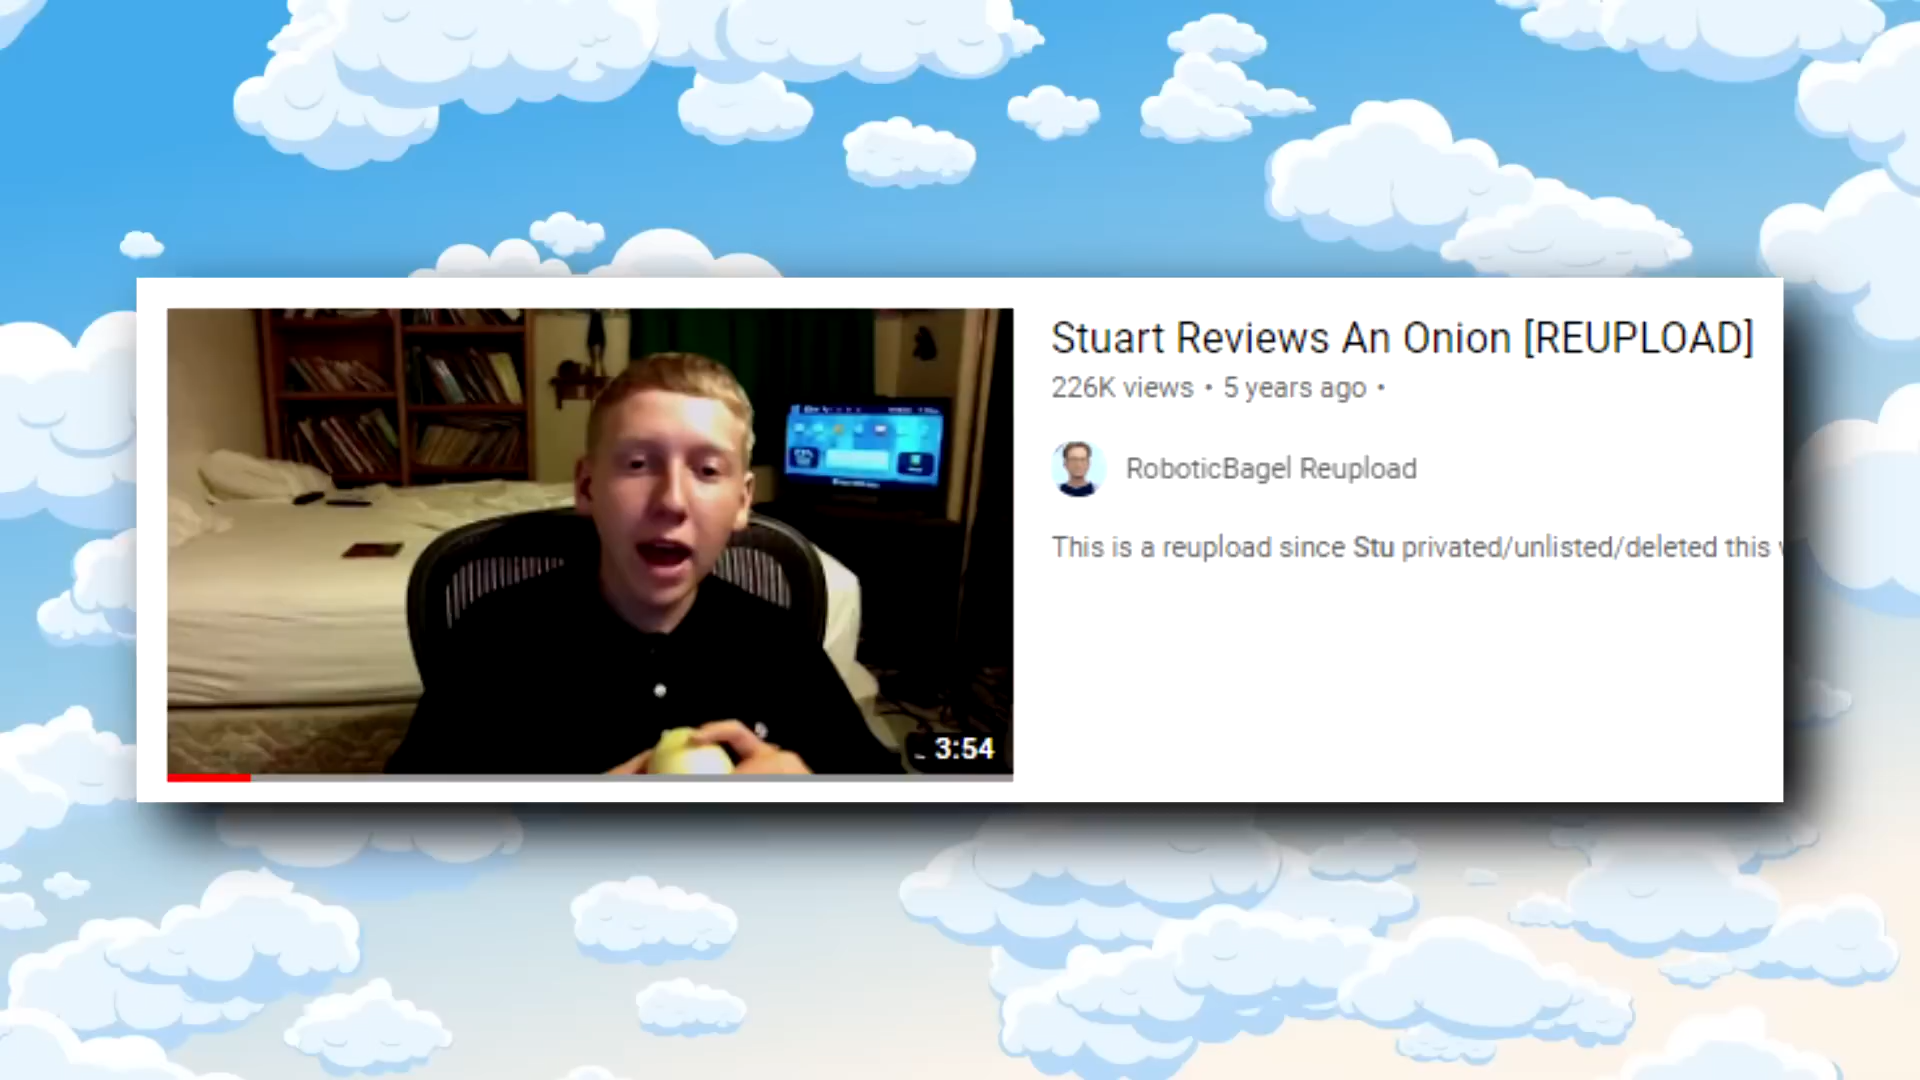 Stuart Reviews An Onion [REUPLOAD]
226K views • 5 years ago •
RoboticBagel Reupload
This is a reupload since Stu privated/unlisted/deleted this
3:54